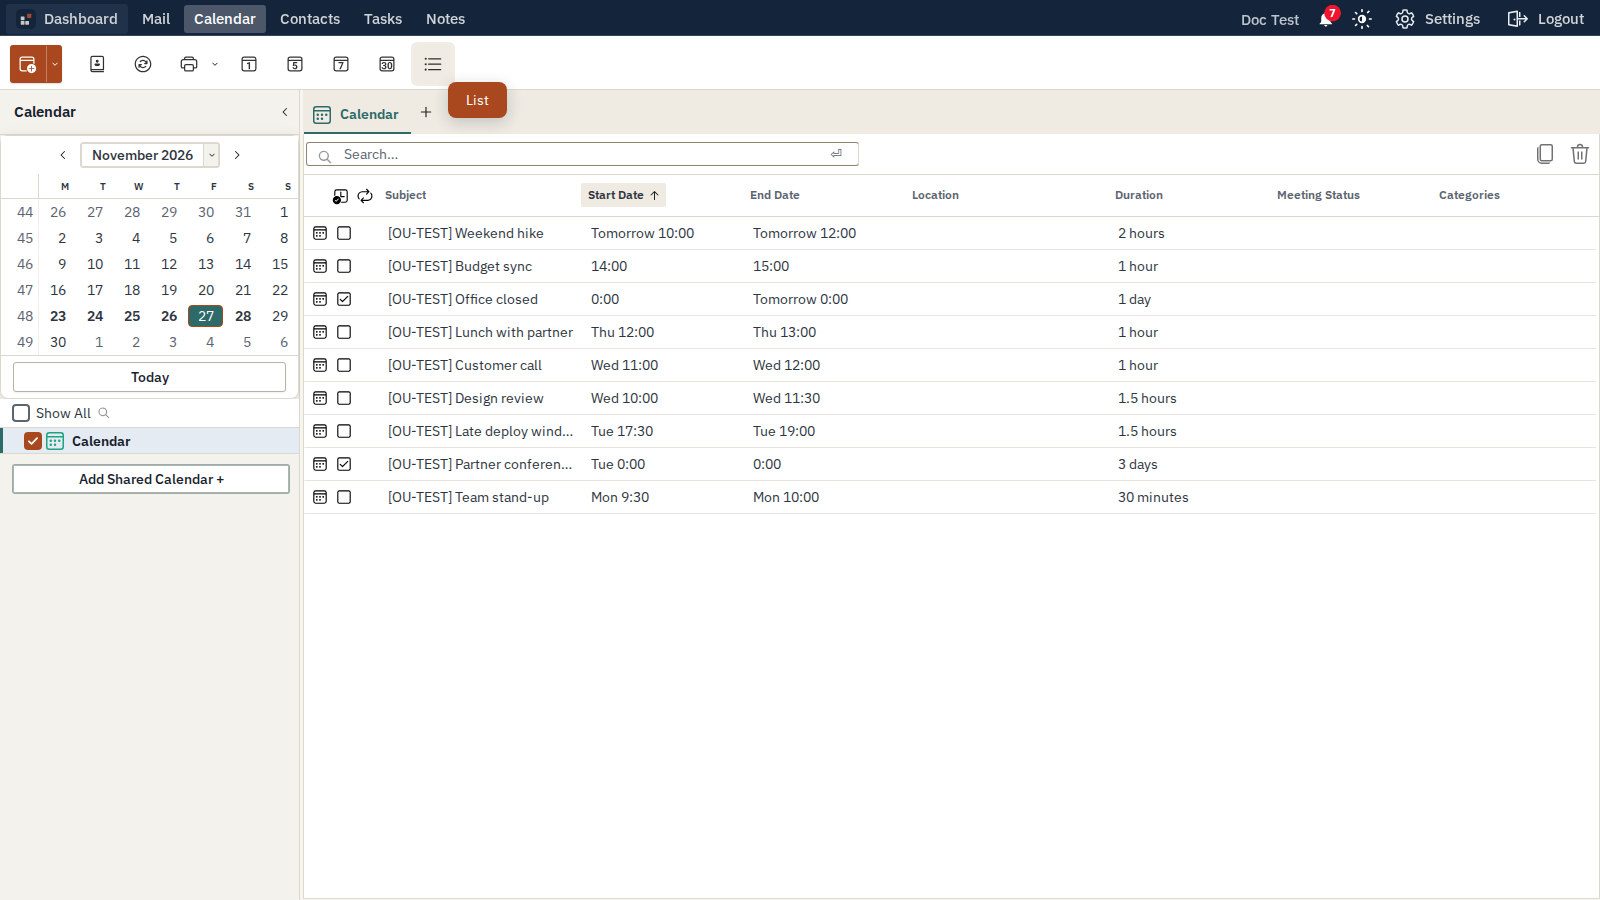 Dashboard Mail Calendar Contacts Tasks Notes Doc Test 7 Settings Logout
1 5 7 30
List
Calendar
Calendar +
November 2026
Search...
M T W T F S S
44 26 27 28 29 30 31 1
45 2 3 4 5 6 7 8
46 9 10 11 12 13 14 15
47 16 17 18 19 20 21 22
48 23 24 25 26 27 28 29
49 30 1 2 3 4 5 6
Today
Show All
Calendar
Add Shared Calendar +
Subject Start Date End Date Location Duration Meeting Status Categories
[OU-TEST] Weekend hike Tomorrow 10:00 Tomorrow 12:00 2 hours
[OU-TEST] Budget sync 14:00 15:00 1 hour
[OU-TEST] Office closed 0:00 Tomorrow 0:00 1 day
[OU-TEST] Lunch with partner Thu 12:00 Thu 13:00 1 hour
[OU-TEST] Customer call Wed 11:00 Wed 12:00 1 hour
[OU-TEST] Design review Wed 10:00 Wed 11:30 1.5 hours
[OU-TEST] Late deploy wind... Tue 17:30 Tue 19:00 1.5 hours
[OU-TEST] Partner conferen... Tue 0:00 0:00 3 days
[OU-TEST] Team stand-up Mon 9:30 Mon 10:00 30 minutes